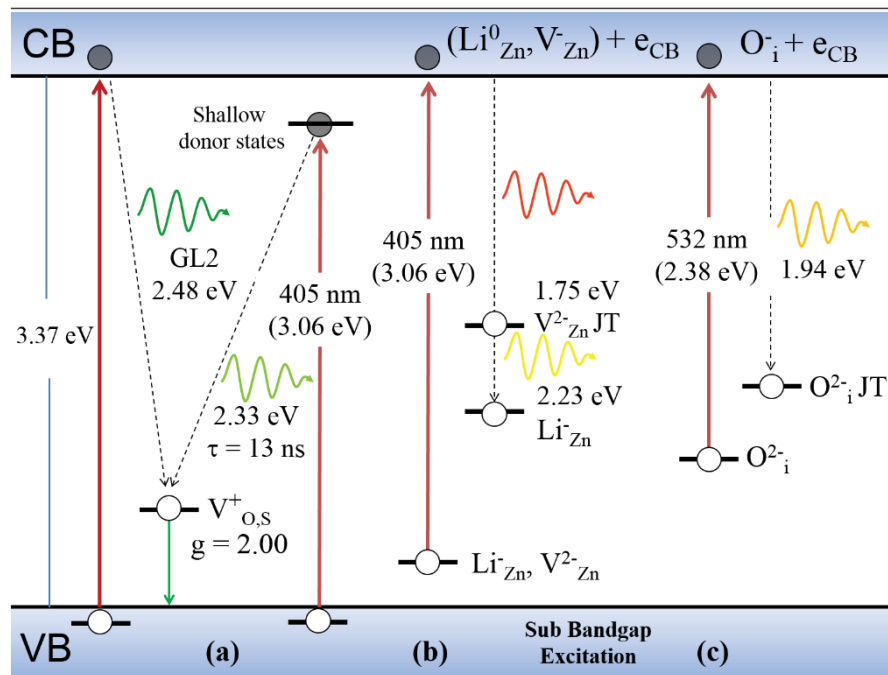 CB
(Li⁰Zn,V⁻Zn) + eCB
O⁻i + eCB
Shallow
donor states
GL2
2.48 eV
3.37 eV
405 nm
(3.06 eV)
2.33 eV
τ = 13 ns
V⁺O,S
g = 2.00
405 nm
(3.06 eV)
1.75 eV
V²⁻Zn JT
2.23 eV
Li⁻Zn
Li⁻Zn, V²⁻Zn
532 nm
(2.38 eV)
1.94 eV
O²⁻i JT
O²⁻i
VB
(a)
(b)
Sub Bandgap
Excitation
(c)